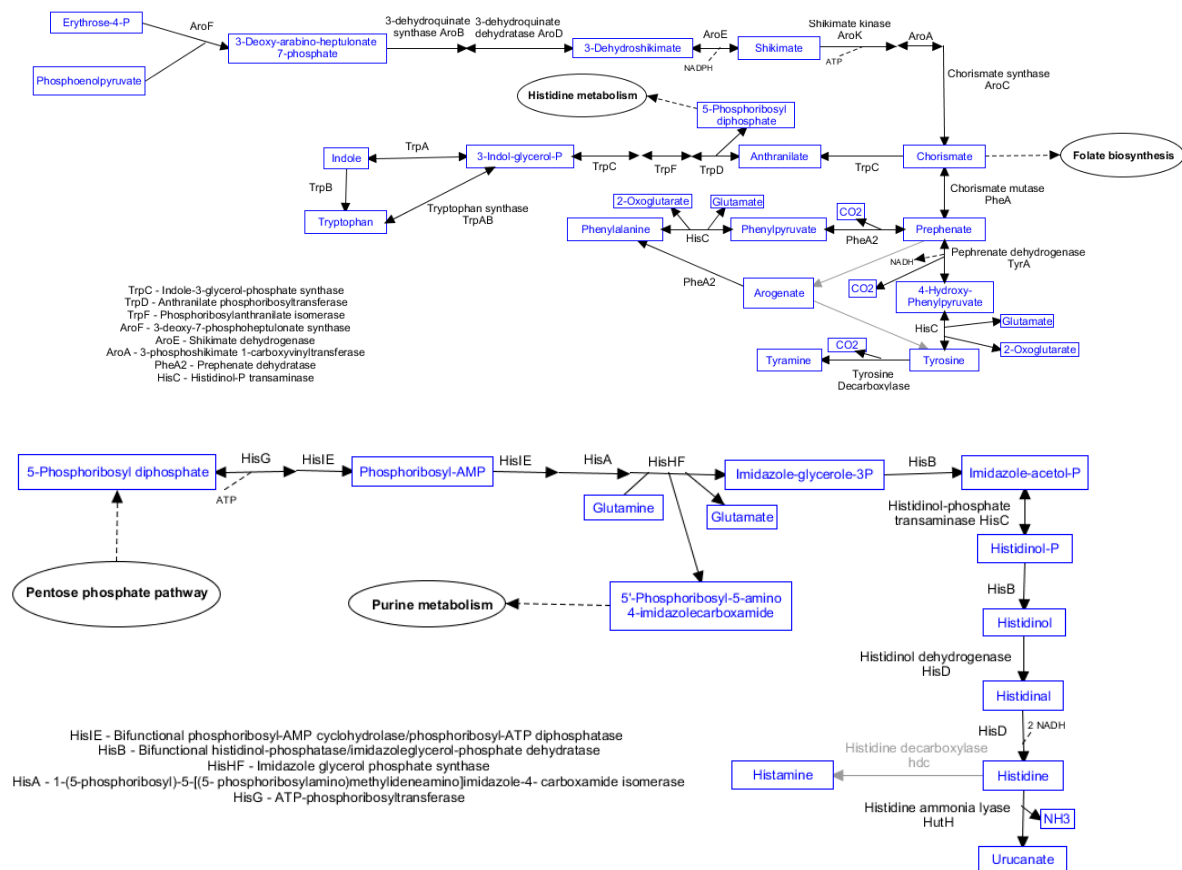 Erythrose-4-P
AroF
3-Deoxy-arabino-heptulonate
7-phosphate
Phosphoenolpyruvate
3-dehydroquinate
synthase AroB
3-dehydroquinate
dehydratase AroD
3-Dehydroshikimate
AroE
NADPH
Shikimate
Shikimate kinase
AroK
ATP
AroA
Chorismate synthase
AroC
Histidine metabolism
5-Phosphoribosyl
diphosphate
Indole
TrpA
3-Indol-glycerol-P
TrpC
TrpF
TrpD
Anthranilate
TrpC
Chorismate
Folate biosynthesis
TrpB
Tryptophan
Tryptophan synthase
TrpAB
Chorismate mutase
PheA
2-Oxoglutarate
Glutamate
CO2
Phenylalanine
HisC
Phenylpyruvate
PheA2
Prephenate
Pephrenate dehydrogenase
TyrA
NADH
PheA2
Arogenate
CO2
4-Hydroxy-
Phenylpyruvate
HisC
Glutamate
2-Oxoglutarate
Tyramine
CO2
Tyrosine
Decarboxylase
Tyrosine
TrpC - Indole-3-glycerol-phosphate synthase
TrpD - Anthranilate phosphoribosyltransferase
TrpF - Phosphoribosylanthranilate isomerase
AroF - 3-deoxy-7-phosphoheptulonate synthase
AroE - Shikimate dehydrogenase
AroA - 3-phosphoshikimate 1-carboxyvinyltransferase
PheA2 - Prephenate dehydratase
HisC - Histidinol-P transaminase
5-Phosphoribosyl diphosphate
HisG
ATP
HisIE
Phosphoribosyl-AMP
HisIE
HisA
HisHF
Imidazole-glycerole-3P
HisB
Imidazole-acetol-P
Glutamine
Glutamate
Histidinol-phosphate
transaminase HisC
Histidinol-P
Pentose phosphate pathway
Purine metabolism
5'-Phosphoribosyl-5-amino
4-imidazolecarboxamide
HisB
Histidinol
Histidinol dehydrogenase
HisD
Histidinal
HisD
2 NADH
Histidine decarboxylase
hdc
Histamine
Histidine
Histidine ammonia lyase
HutH
NH3
Urucanate
HisIE - Bifunctional phosphoribosyl-AMP cyclohydrolase/phosphoribosyl-ATP diphosphatase
HisB - Bifunctional histidinol-phosphatase/imidazoleglycerol-phosphate dehydratase
HisHF - Imidazole glycerol phosphate synthase
HisA - 1-(5-phosphoribosyl)-5-[(5- phosphoribosylamino)methylideneamino]imidazole-4- carboxamide isomerase
HisG - ATP-phosphoribosyltransferase